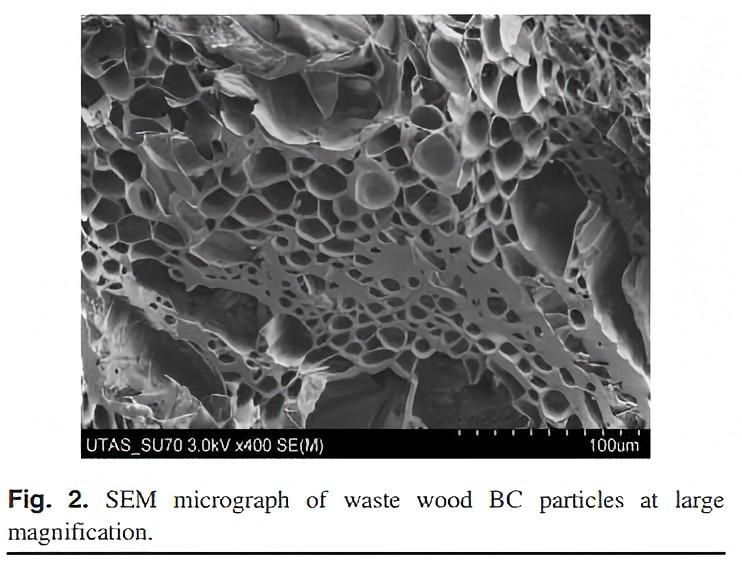 UTAS_SU70 3.0kV x400 SE(M) 100um
Fig. 2. SEM micrograph of waste wood BC particles at large
magnification.